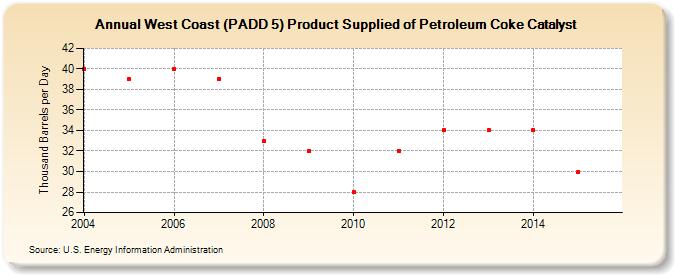 Annual West Coast (PADD 5) Product Supplied of Petroleum Coke Catalyst
Thousand Barrels per Day
42
40
38
36
34
32
30
28
26
2004 2006 2008 2010 2012 2014
Source: U.S. Energy Information Administration